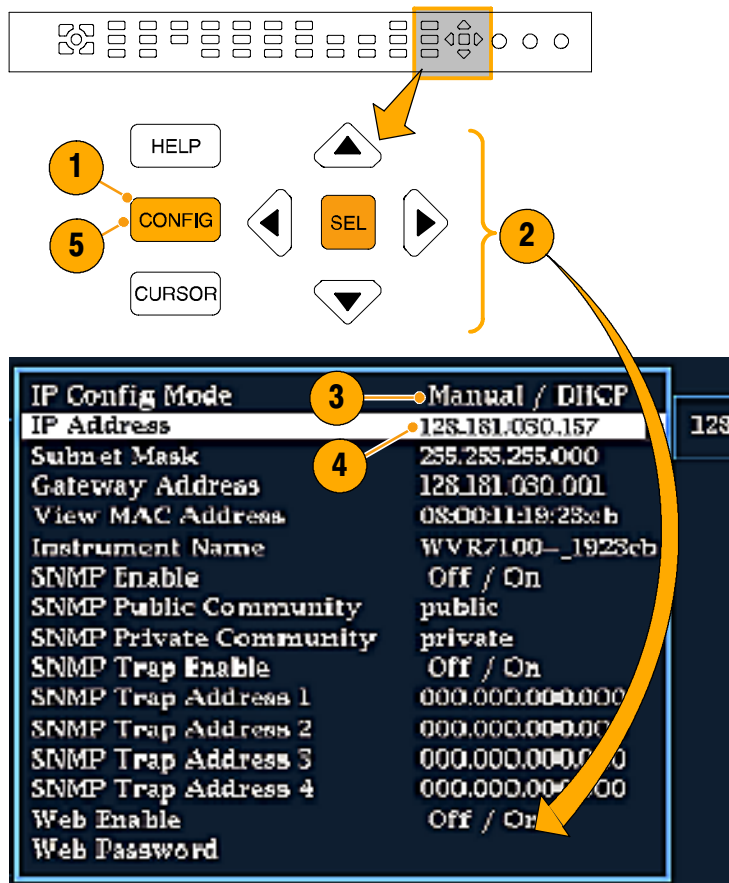 HELP
1
CONFIG
SEL
2
5
CURSOR
IP Config Mode 3 Manual / DHCP
IP Address 128.181.030.157 128
Subnet Mask 4 255.255.255.000
Gateway Address 128.181.030.001
View MAC Address 08:00:11:19:23:cb
Instrument Name WVR7100--_1923cb
SNMP Enable Off / On
SNMP Public Community public
SNMP Private Community private
SNMP Trap Enable Off / On
SNMP Trap Address 1 000.000.000.000
SNMP Trap Address 2
SNMP Trap Address 3
SNMP Trap Address 4
Web Enable Off / On
Web Password